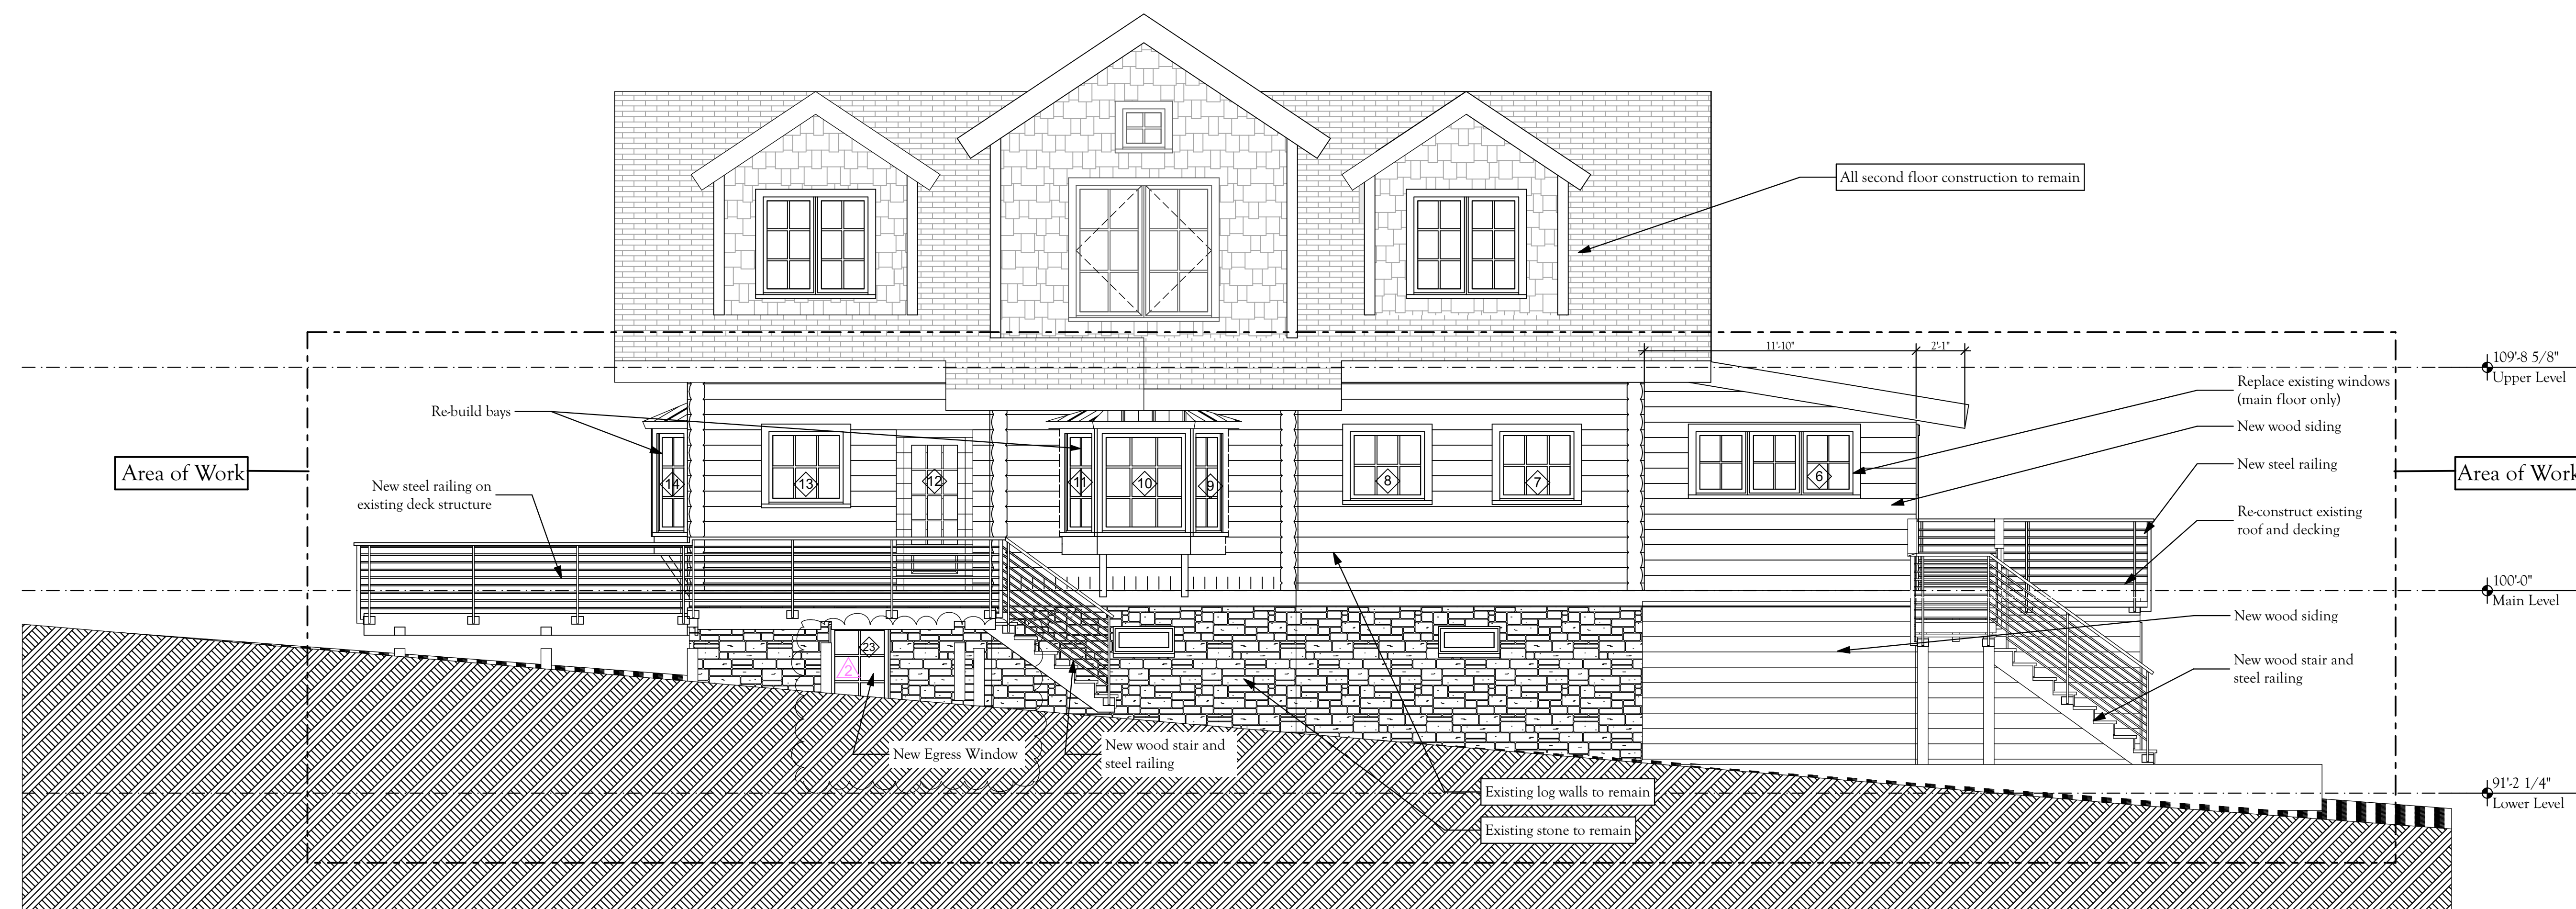 All second floor construction to remain
11'-10"
2'-1"
109'-8 5/8"
Upper Level
Replace existing windows
(main floor only)
Re-build bays
New wood siding
Area of Work
New steel railing
Area of Work
14
13
12
11
10
9
8
7
6
New steel railing on
existing deck structure
Re-construct existing
roof and decking
100'-0"
Main Level
New wood siding
23
2
New wood stair and
steel railing
New Egress Window
New wood stair and
steel railing
Existing log walls to remain
91'-2 1/4"
Lower Level
Existing stone to remain